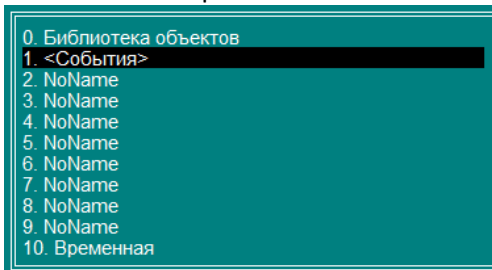 0. Библиотека объектов
1. <События>
2. NoName
3. NoName
4. NoName
5. NoName
6. NoName
7. NoName
8. NoName
9. NoName
10. Временная